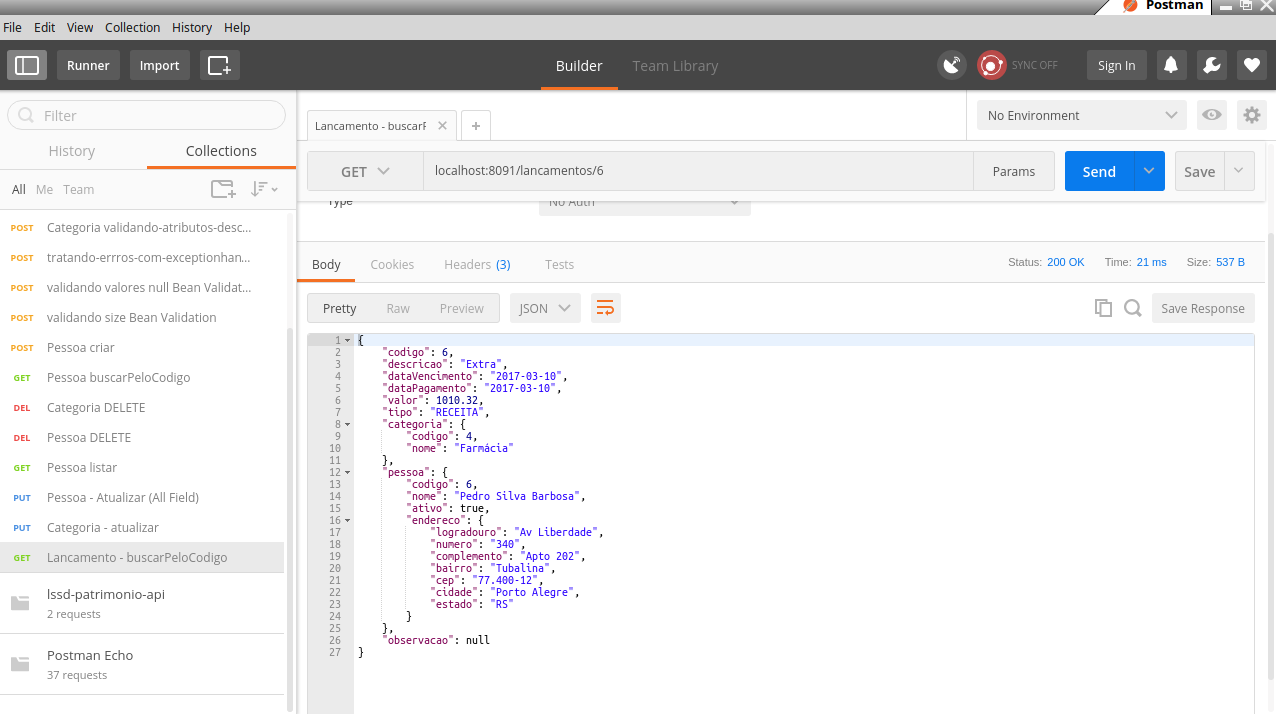 Postman
File Edit View Collection History Help
Runner Import Builder Team Library SYNC OFF Sign In
Filter
History Collections
All Me Team
POST Categoria validando-atributos-desc...
POST tratando-errros-com-exceptionhan...
POST validando valores null Bean Validat...
POST validando size Bean Validation
POST Pessoa criar
GET Pessoa buscarPeloCodigo
DEL Categoria DELETE
DEL Pessoa DELETE
GET Pessoa listar
PUT Pessoa - Atualizar (All Field)
PUT Categoria - atualizar
GET Lancamento - buscarPeloCodigo
lssd-patrimonio-api
2 requests
Postman Echo
37 requests
Lancamento - buscarP
No Environment
GET localhost:8091/lancamentos/6 Params Send Save
Type No Auth
Body Cookies Headers (3) Tests Status: 200 OK Time: 21 ms Size: 537 B
Pretty Raw Preview JSON Save Response
1 {
2 "codigo": 6,
3 "descricao": "Extra",
4 "dataVencimento": "2017-03-10",
5 "dataPagamento": "2017-03-10",
6 "valor": 1010.32,
7 "tipo": "RECEITA",
8 "categoria": {
9 "codigo": 4,
10 "nome": "Farmácia"
11 },
12 "pessoa": {
13 "codigo": 6,
14 "nome": "Pedro Silva Barbosa",
15 "ativo": true,
16 "endereco": {
17 "logradouro": "Av Liberdade",
18 "numero": "340",
19 "complemento": "Apto 202",
20 "bairro": "Tubalina",
21 "cep": "77.400-12",
22 "cidade": "Porto Alegre",
23 "estado": "RS"
24 }
25 },
26 "observacao": null
27 }